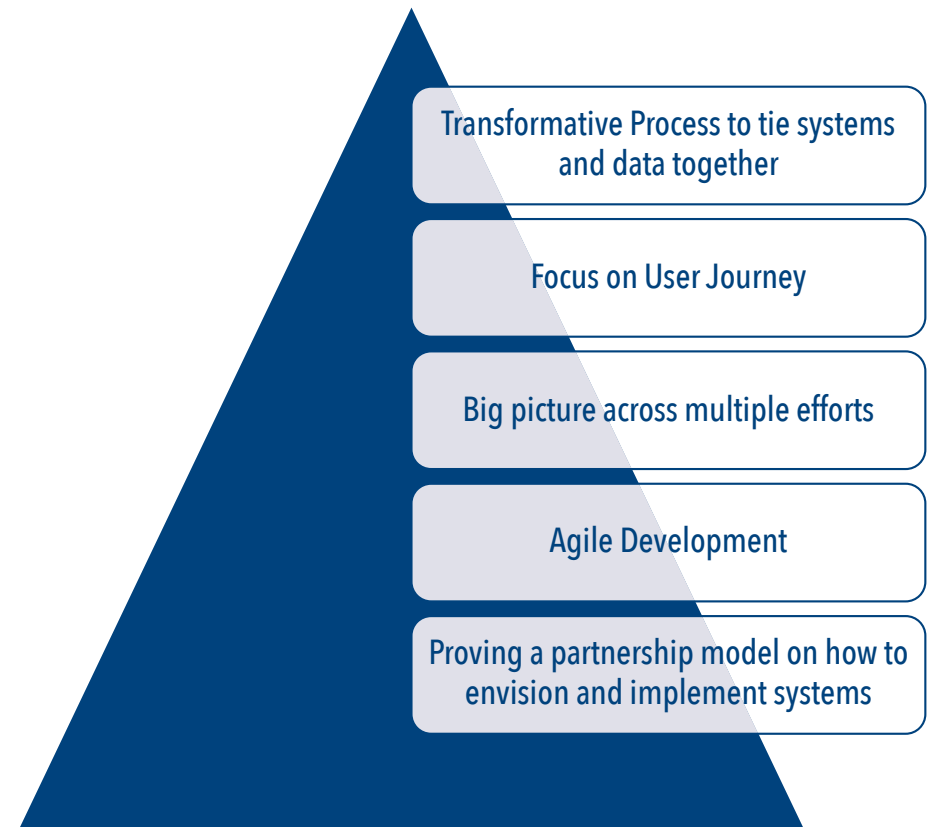 Transformative Process to tie systems
and data together
Focus on User Journey
Big picture across multiple efforts
Agile Development
Proving a partnership model on how to
envision and implement systems